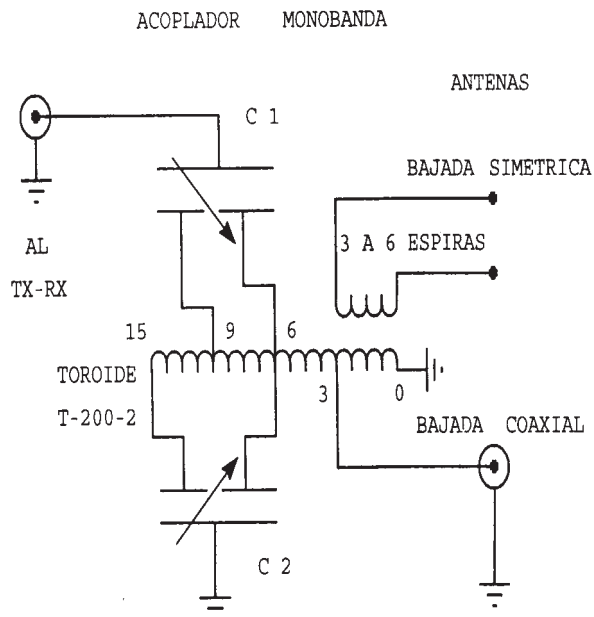 ACOPLADOR MONOBANDA
ANTENAS
C 1
BAJADA SIMETRICA
AL
TX-RX
3 A 6 ESPIRAS
15
9
6
TOROIDE
T-200-2
3
0
BAJADA COAXIAL
C 2